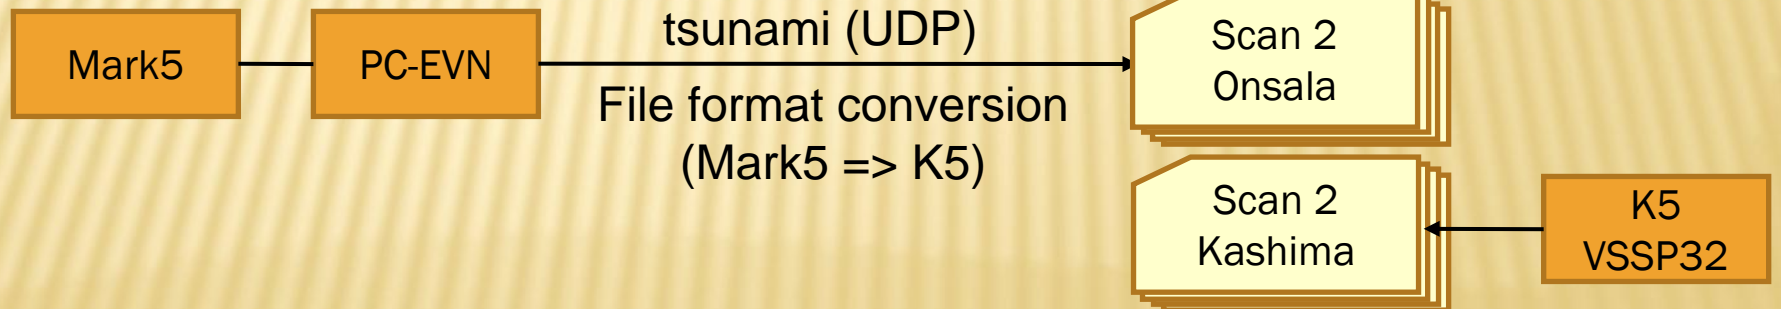 Mark5
PC-EVN
tsunami (UDP)
File format conversion
(Mark5 => K5)
Scan 2
Onsala
Scan 2
Kashima
K5
VSSP32